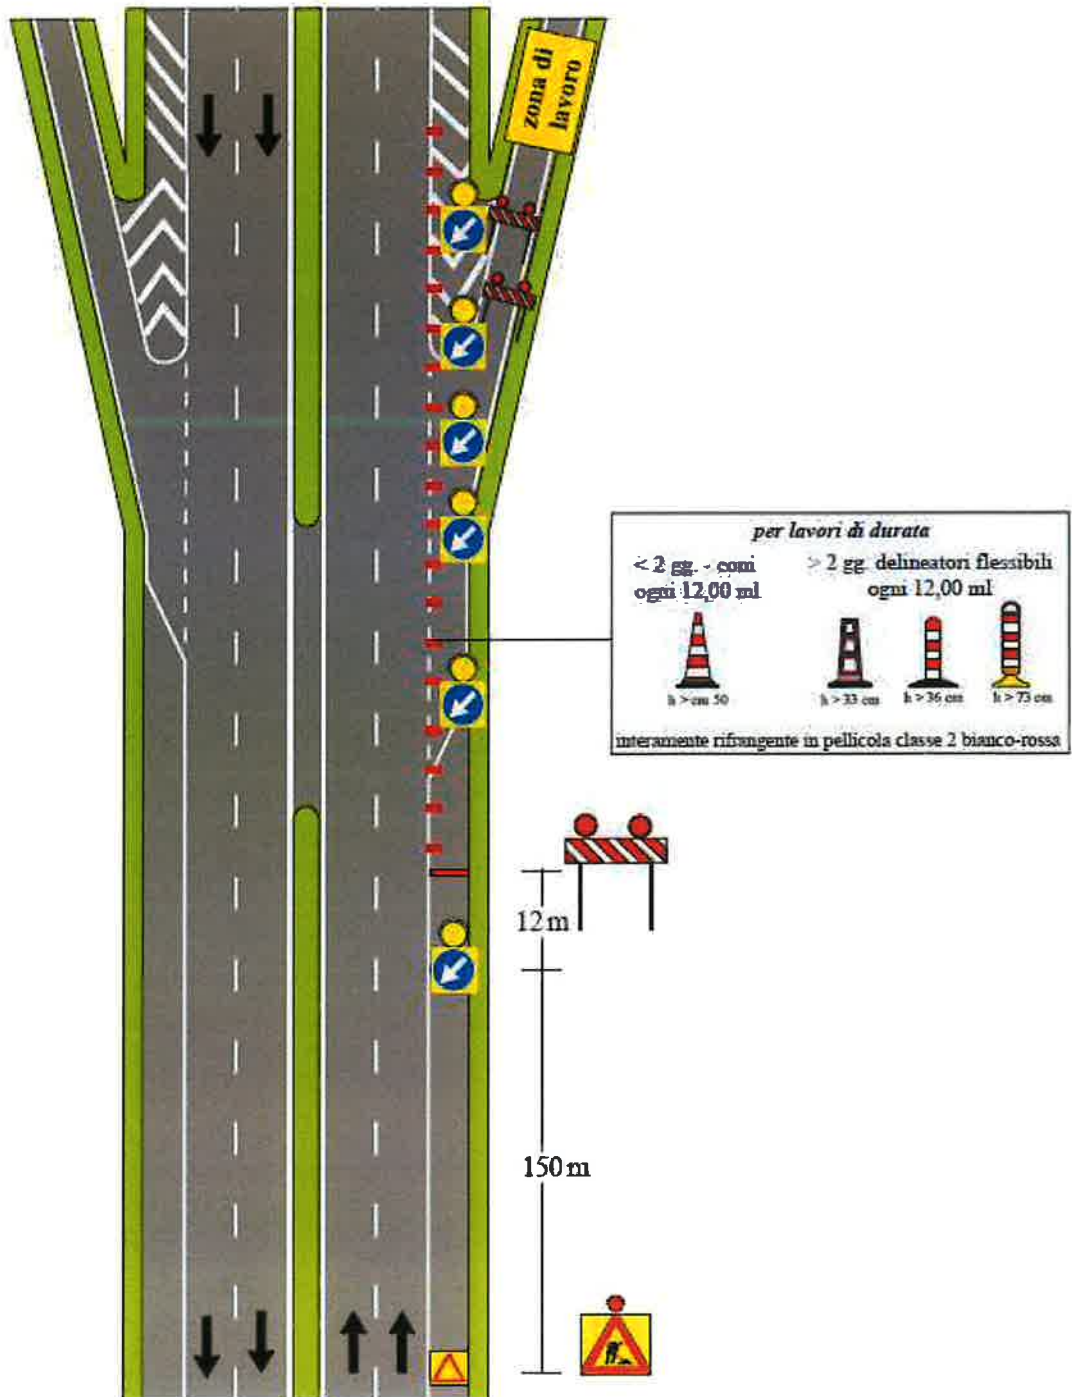 zona di
lavoro
per lavori di durata
< 2 gg. - coni
ogni 12,00 ml
> 2 gg. delineatori flessibili
ogni 12,00 ml
h > cm 50
h > 33 cm
h > 36 cm
h > 73 cm
interamente rifrangente in pellicola classe 2 bianco-rossa
12 m
150 m